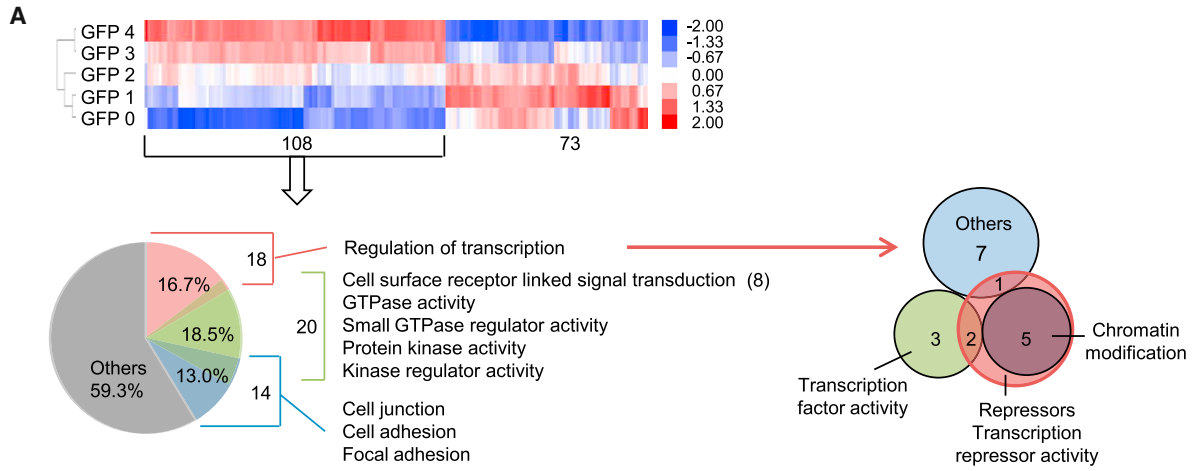 A
GFP 4
GFP 3
GFP 2
GFP 1
GFP 0
-2.00
-1.33
-0.67
0.00
0.67
1.33
2.00
108
73
16.7%
18.5%
13.0%
Others
59.3%
18
20
14
Regulation of transcription
Cell surface receptor linked signal transduction (8)
GTPase activity
Small GTPase regulator activity
Protein kinase activity
Kinase regulator activity
Cell junction
Cell adhesion
Focal adhesion
Others
7
1
3
2
5
Chromatin
modification
Transcription
factor activity
Repressors
Transcription
repressor activity